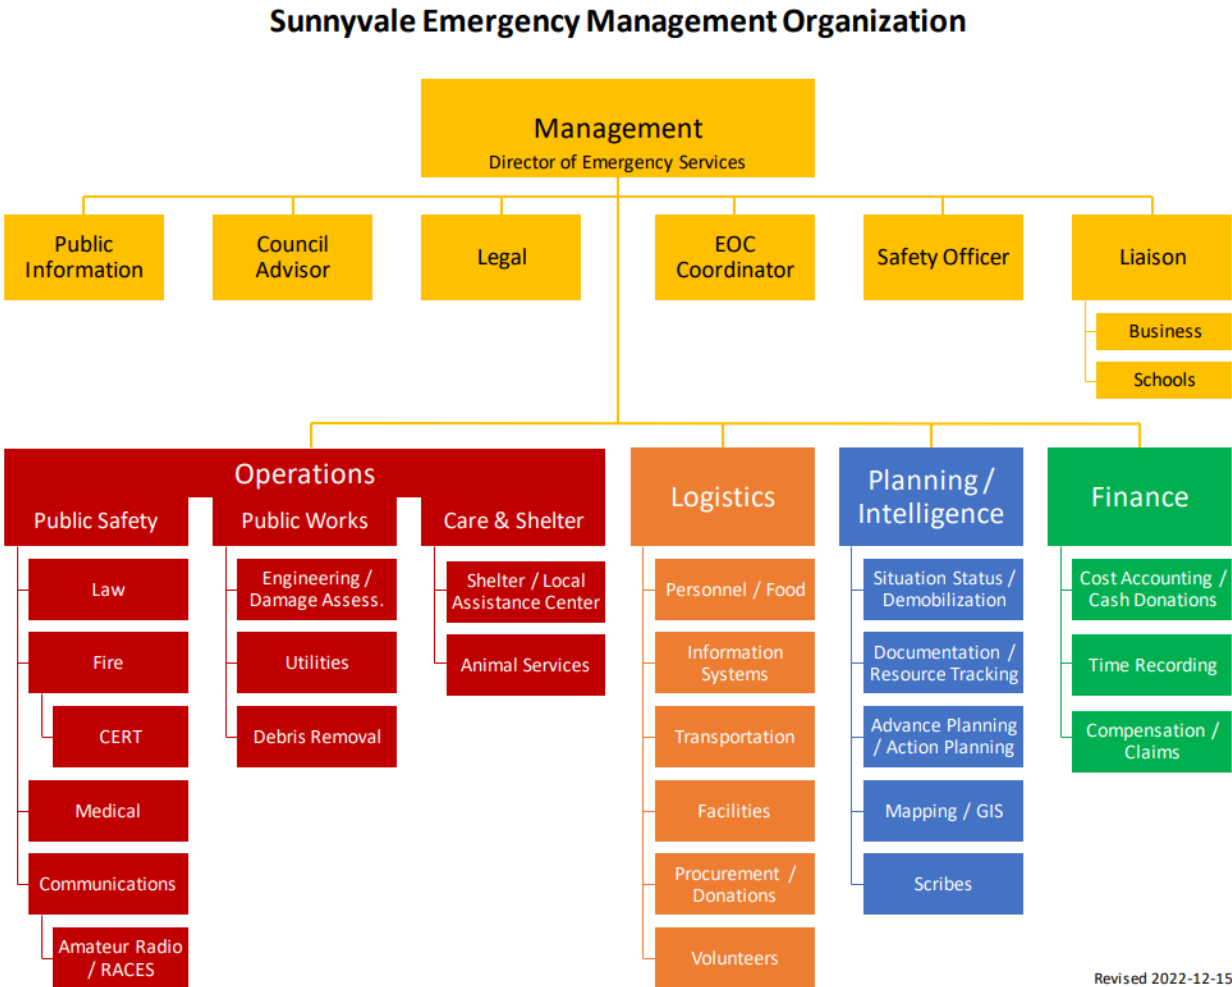 Sunnyvale Emergency Management Organization
Management
Director of Emergency Services
Public
Information
Council
Advisor
Legal
EOC
Coordinator
Safety Officer
Liaison
Business
Schools
Operations
Public Safety
Law
Fire
CERT
Medical
Communications
Amateur Radio
/ RACES
Public Works
Engineering /
Damage Assess.
Utilities
Debris Removal
Care & Shelter
Shelter / Local
Assistance Center
Animal Services
Logistics
Personnel / Food
Information
Systems
Transportation
Facilities
Procurement /
Donations
Volunteers
Planning /
Intelligence
Situation Status /
Demobilization
Documentation /
Resource Tracking
Advance Planning
/ Action Planning
Mapping / GIS
Scribes
Finance
Cost Accounting /
Cash Donations
Time Recording
Compensation /
Claims
Revised 2022-12-15